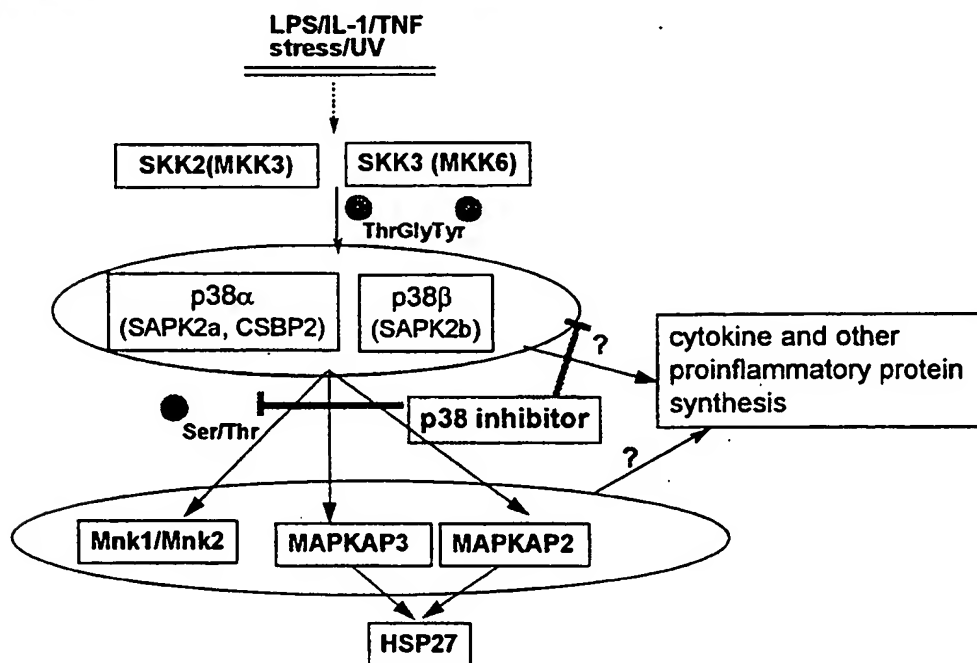 LPS/IL-1/TNF
stress/UV
SKK2(MKK3)
SKK3 (MKK6)
ThrGlyTyr
p38α
(SAPK2a, CSBP2)
p38β
(SAPK2b)
?
cytokine and other
proinflammatory protein
synthesis
p38 inhibitor
Ser/Thr
?
Mnk1/Mnk2
MAPKAP3
MAPKAP2
HSP27